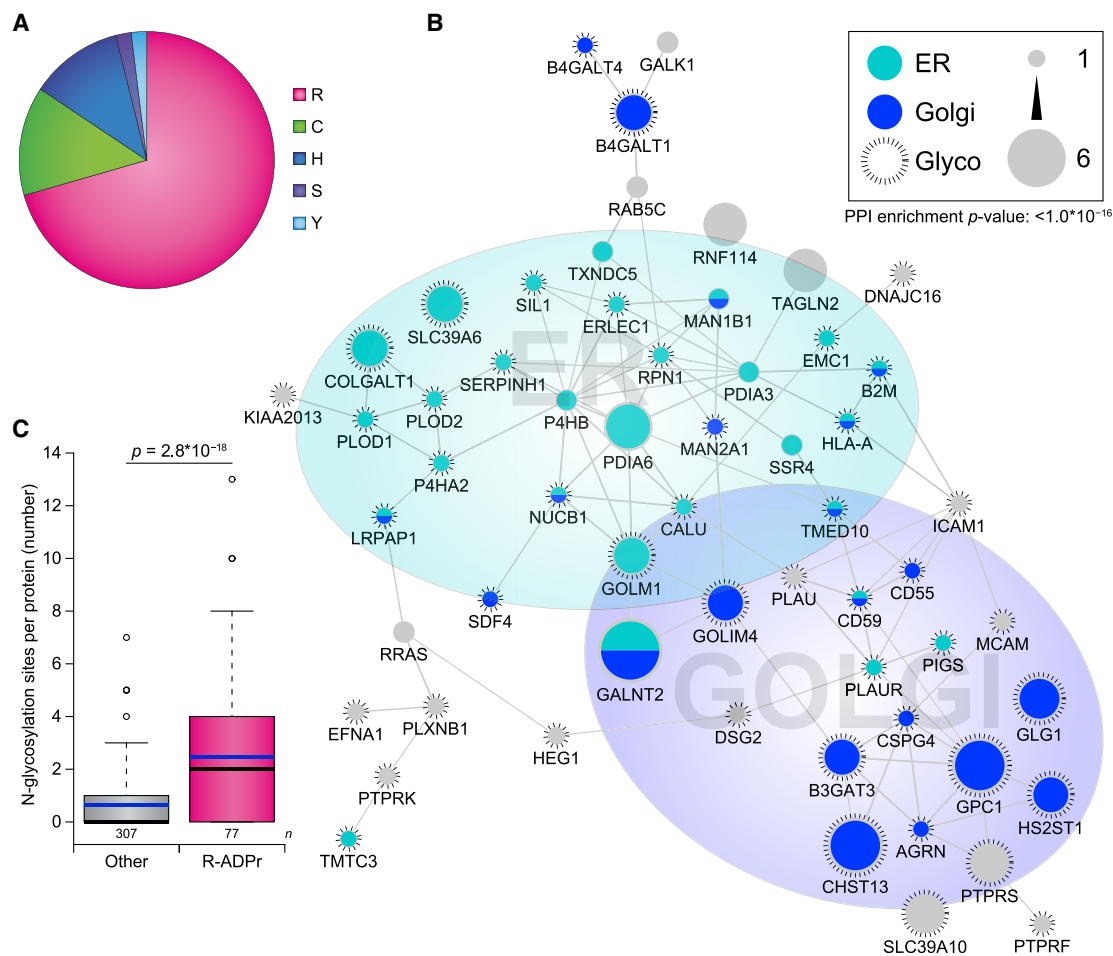 A
R
C
H
S
Y
B
B4GALT4
GALK1
B4GALT1
RAB5C
ER
Golgi
Glyco
1
6
PPI enrichment p-value: <1.0*10⁻¹⁶
RNF114
TXNDC5
TAGLN2
DNAJC16
SIL1
SLC39A6
ERLEC1
MAN1B1
ER
EMC1
COLGALT1
SERPINH1
RPN1
PDIA3
B2M
KIAA2013
PLOD2
P4HB
PLOD1
MAN2A1
HLA-A
PDIA6
SSR4
P4HA2
NUCB1
CALU
TMED10
ICAM1
LRPAP1
GOLM1
PLAU
CD55
CD59
SDF4
GOLIM4
MCAM
RRAS
PIGS
GALNT2
PLAUR
GOLGI
EFNA1
PLXNB1
DSG2
CSPG4
GLG1
HEG1
B3GAT3
GPC1
PTPRK
HS2ST1
TMTC3
AGRN
CHST13
PTPRS
SLC39A10
PTPRF
C
p = 2.8*10⁻¹⁸
N-glycosylation sites per protein (number)
14
12
10
8
6
4
2
0
307
77
n
Other
R-ADPr